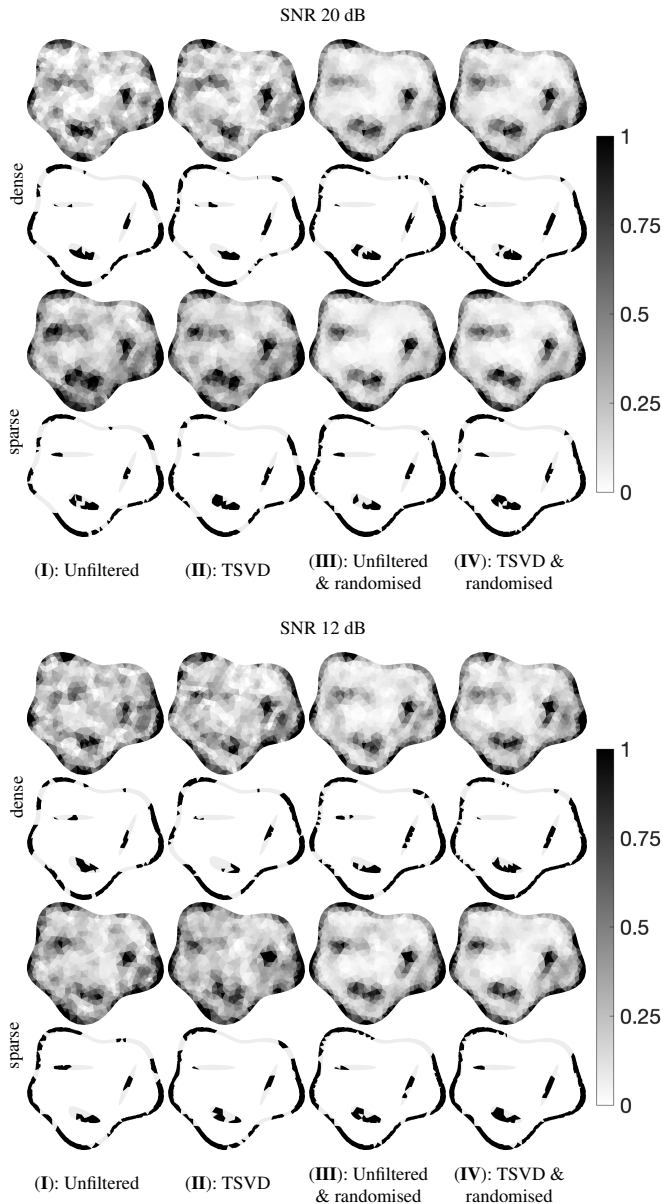 SNR 20 dB
dense
1
0.75
0.5
0.25
0
sparse
(I): Unfiltered
(II): TSVD
(III): Unfiltered
& randomised
(IV): TSVD &
randomised
SNR 12 dB
dense
1
0.75
0.5
0.25
0
sparse
(I): Unfiltered
(II): TSVD
(III): Unfiltered
& randomised
(IV): TSVD &
randomised